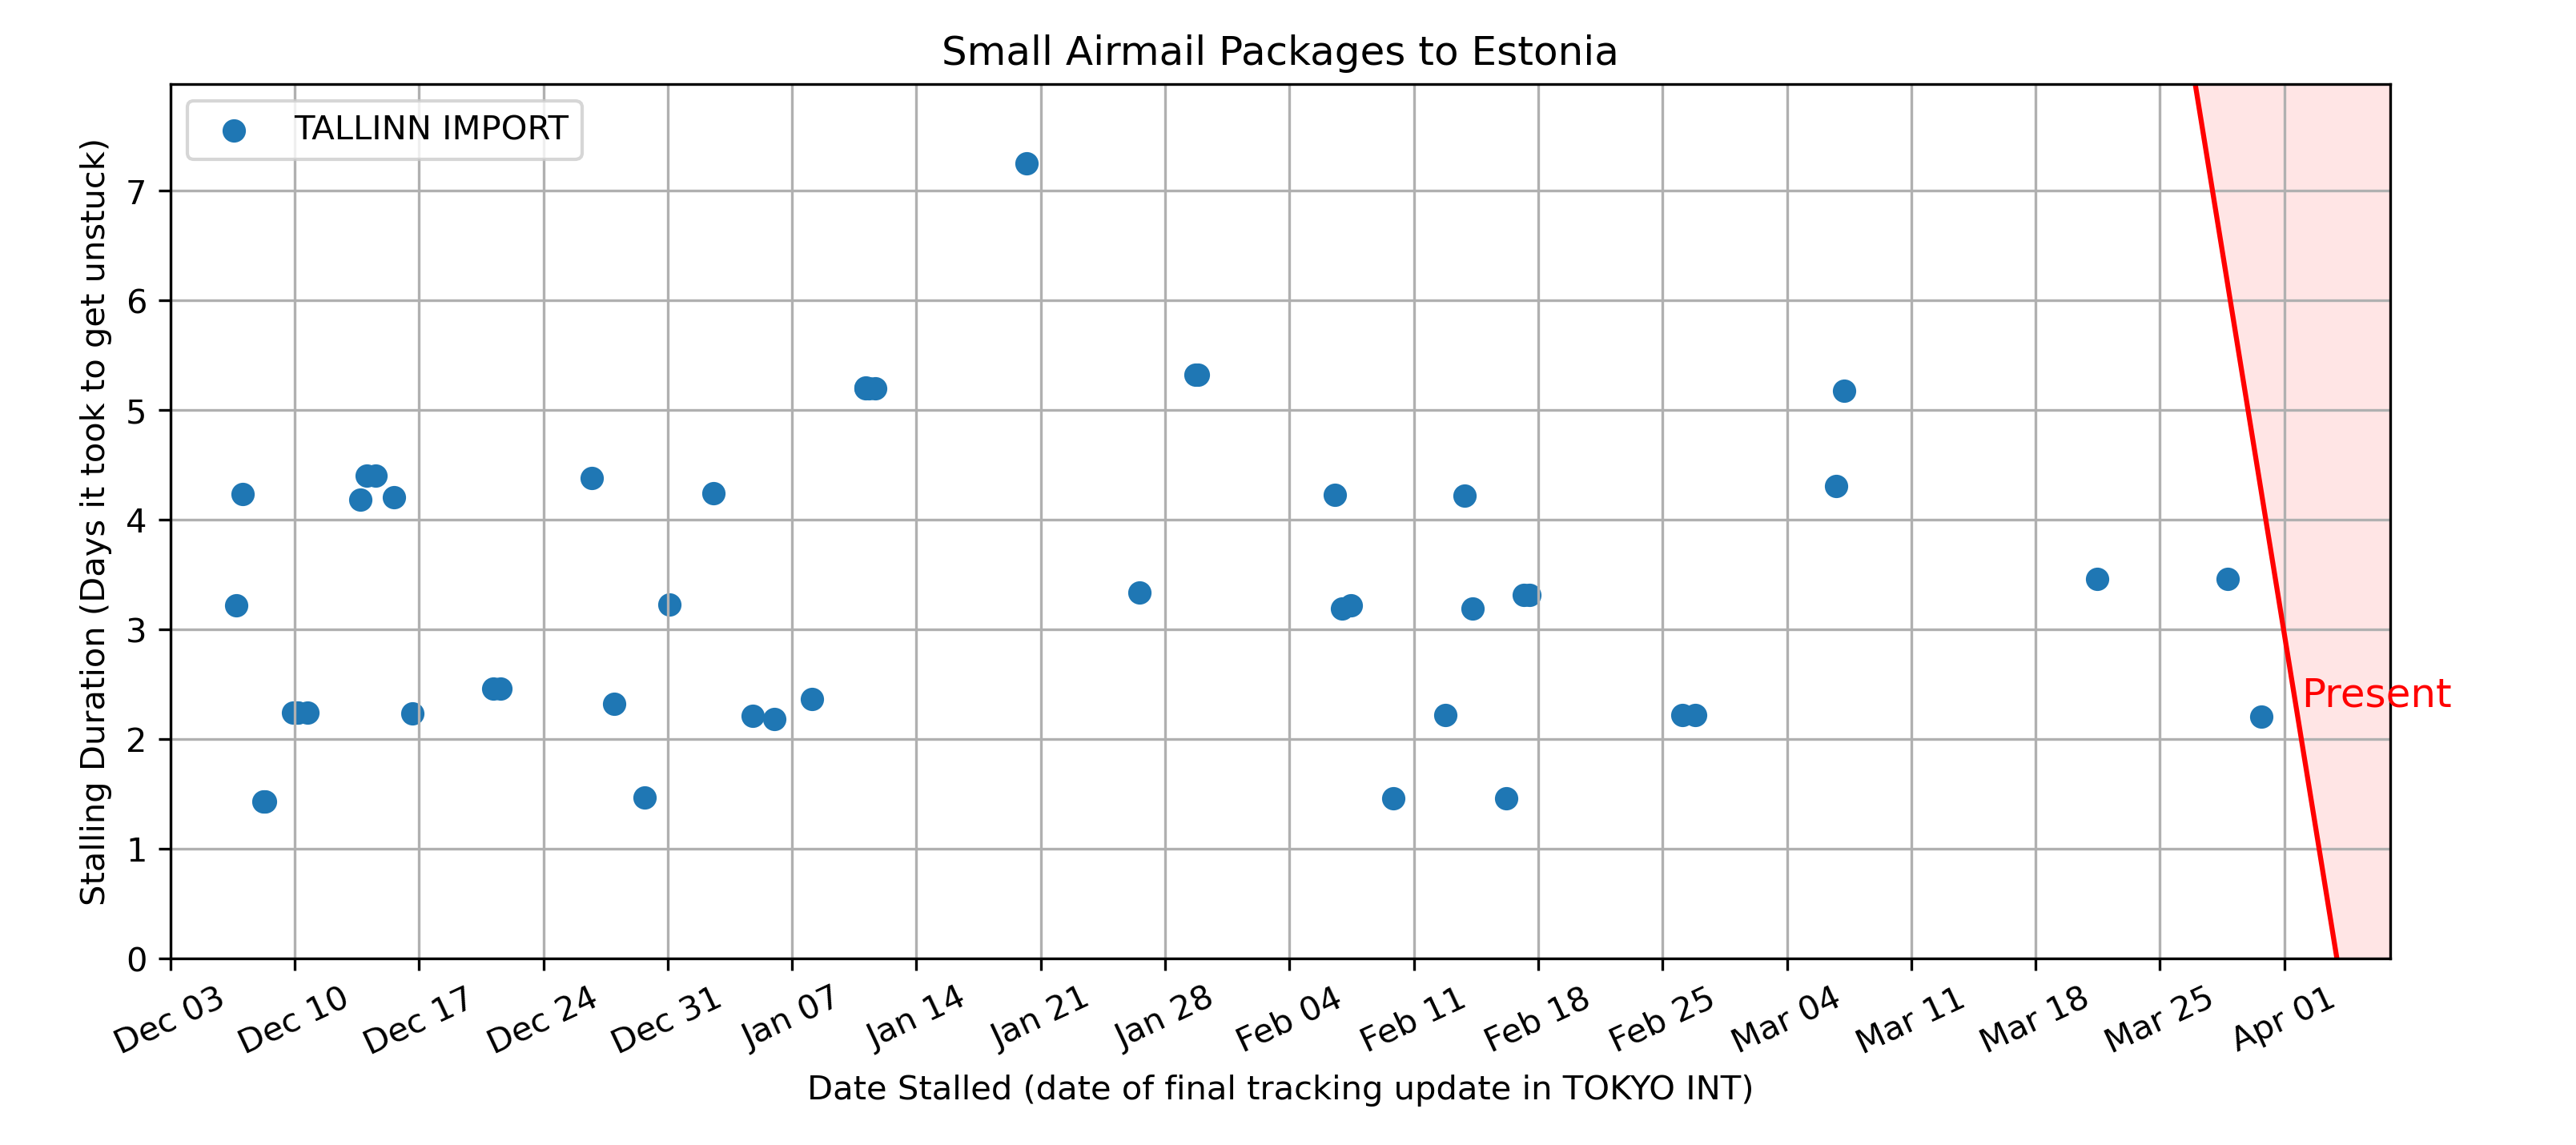 Small Airmail Packages to Estonia
TALLINN IMPORT
Stalling Duration (Days it took to get unstuck)
7
6
5
4
3
2
1
0
Present
Dec 03
Dec 10
Dec 17
Dec 24
Dec 31
Jan 07
Jan 14
Jan 21
Jan 28
Feb 04
Feb 11
Feb 18
Feb 25
Mar 04
Mar 11
Mar 18
Mar 25
Apr 01
Date Stalled (date of final tracking update in TOKYO INT)